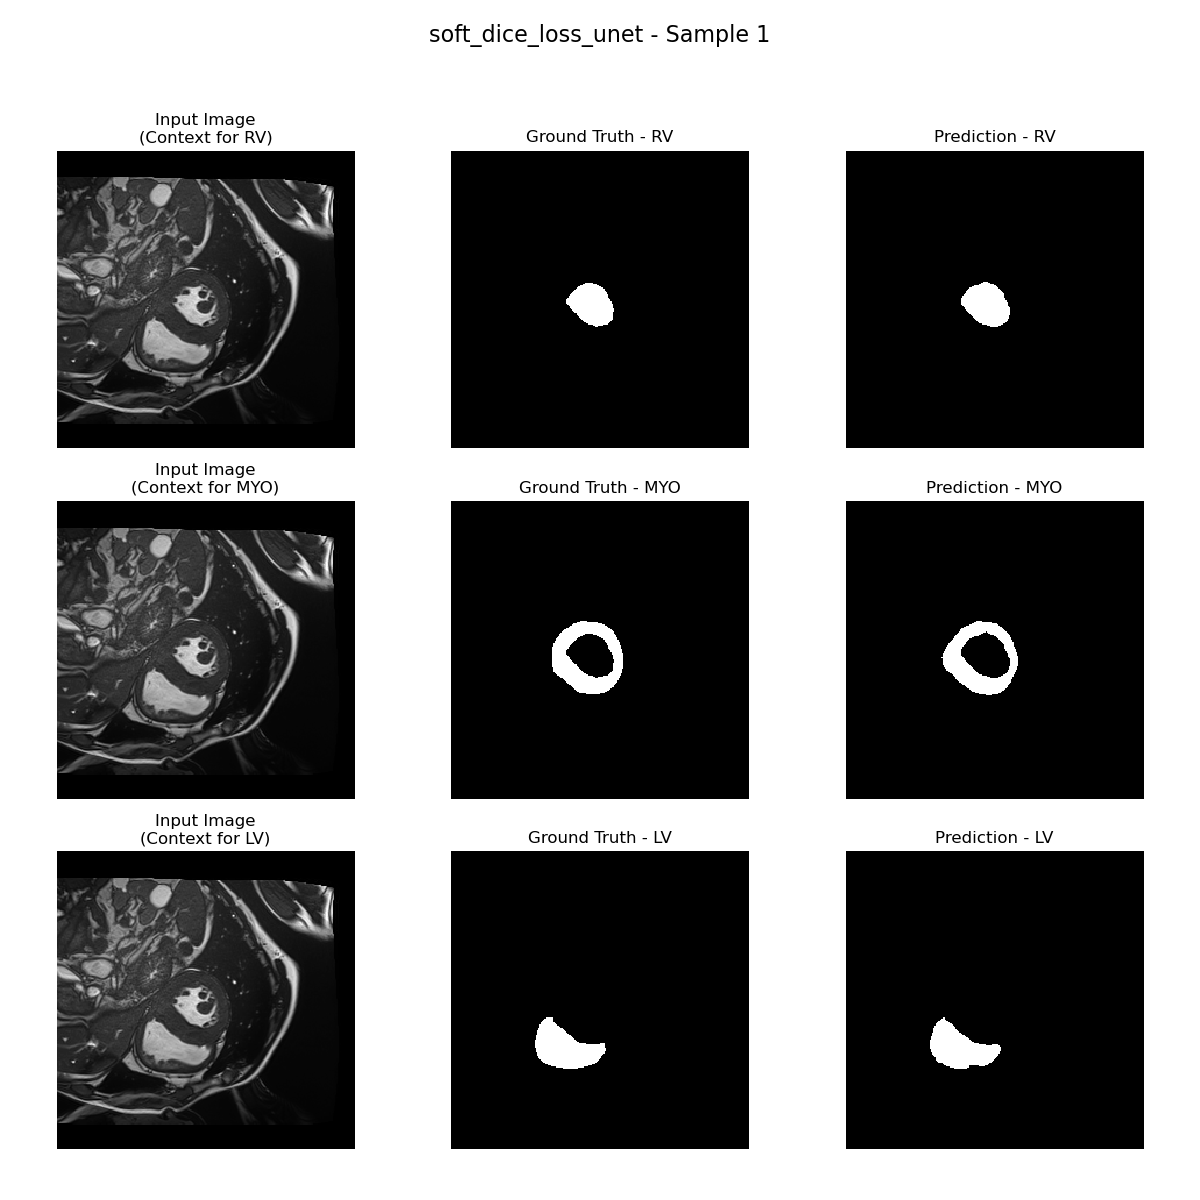 soft_dice_loss_unet - Sample 1
Input Image
(Context for RV)
Ground Truth - RV
Prediction - RV
Input Image
(Context for MYO)
Ground Truth - MYO
Prediction - MYO
Input Image
(Context for LV)
Ground Truth - LV
Prediction - LV